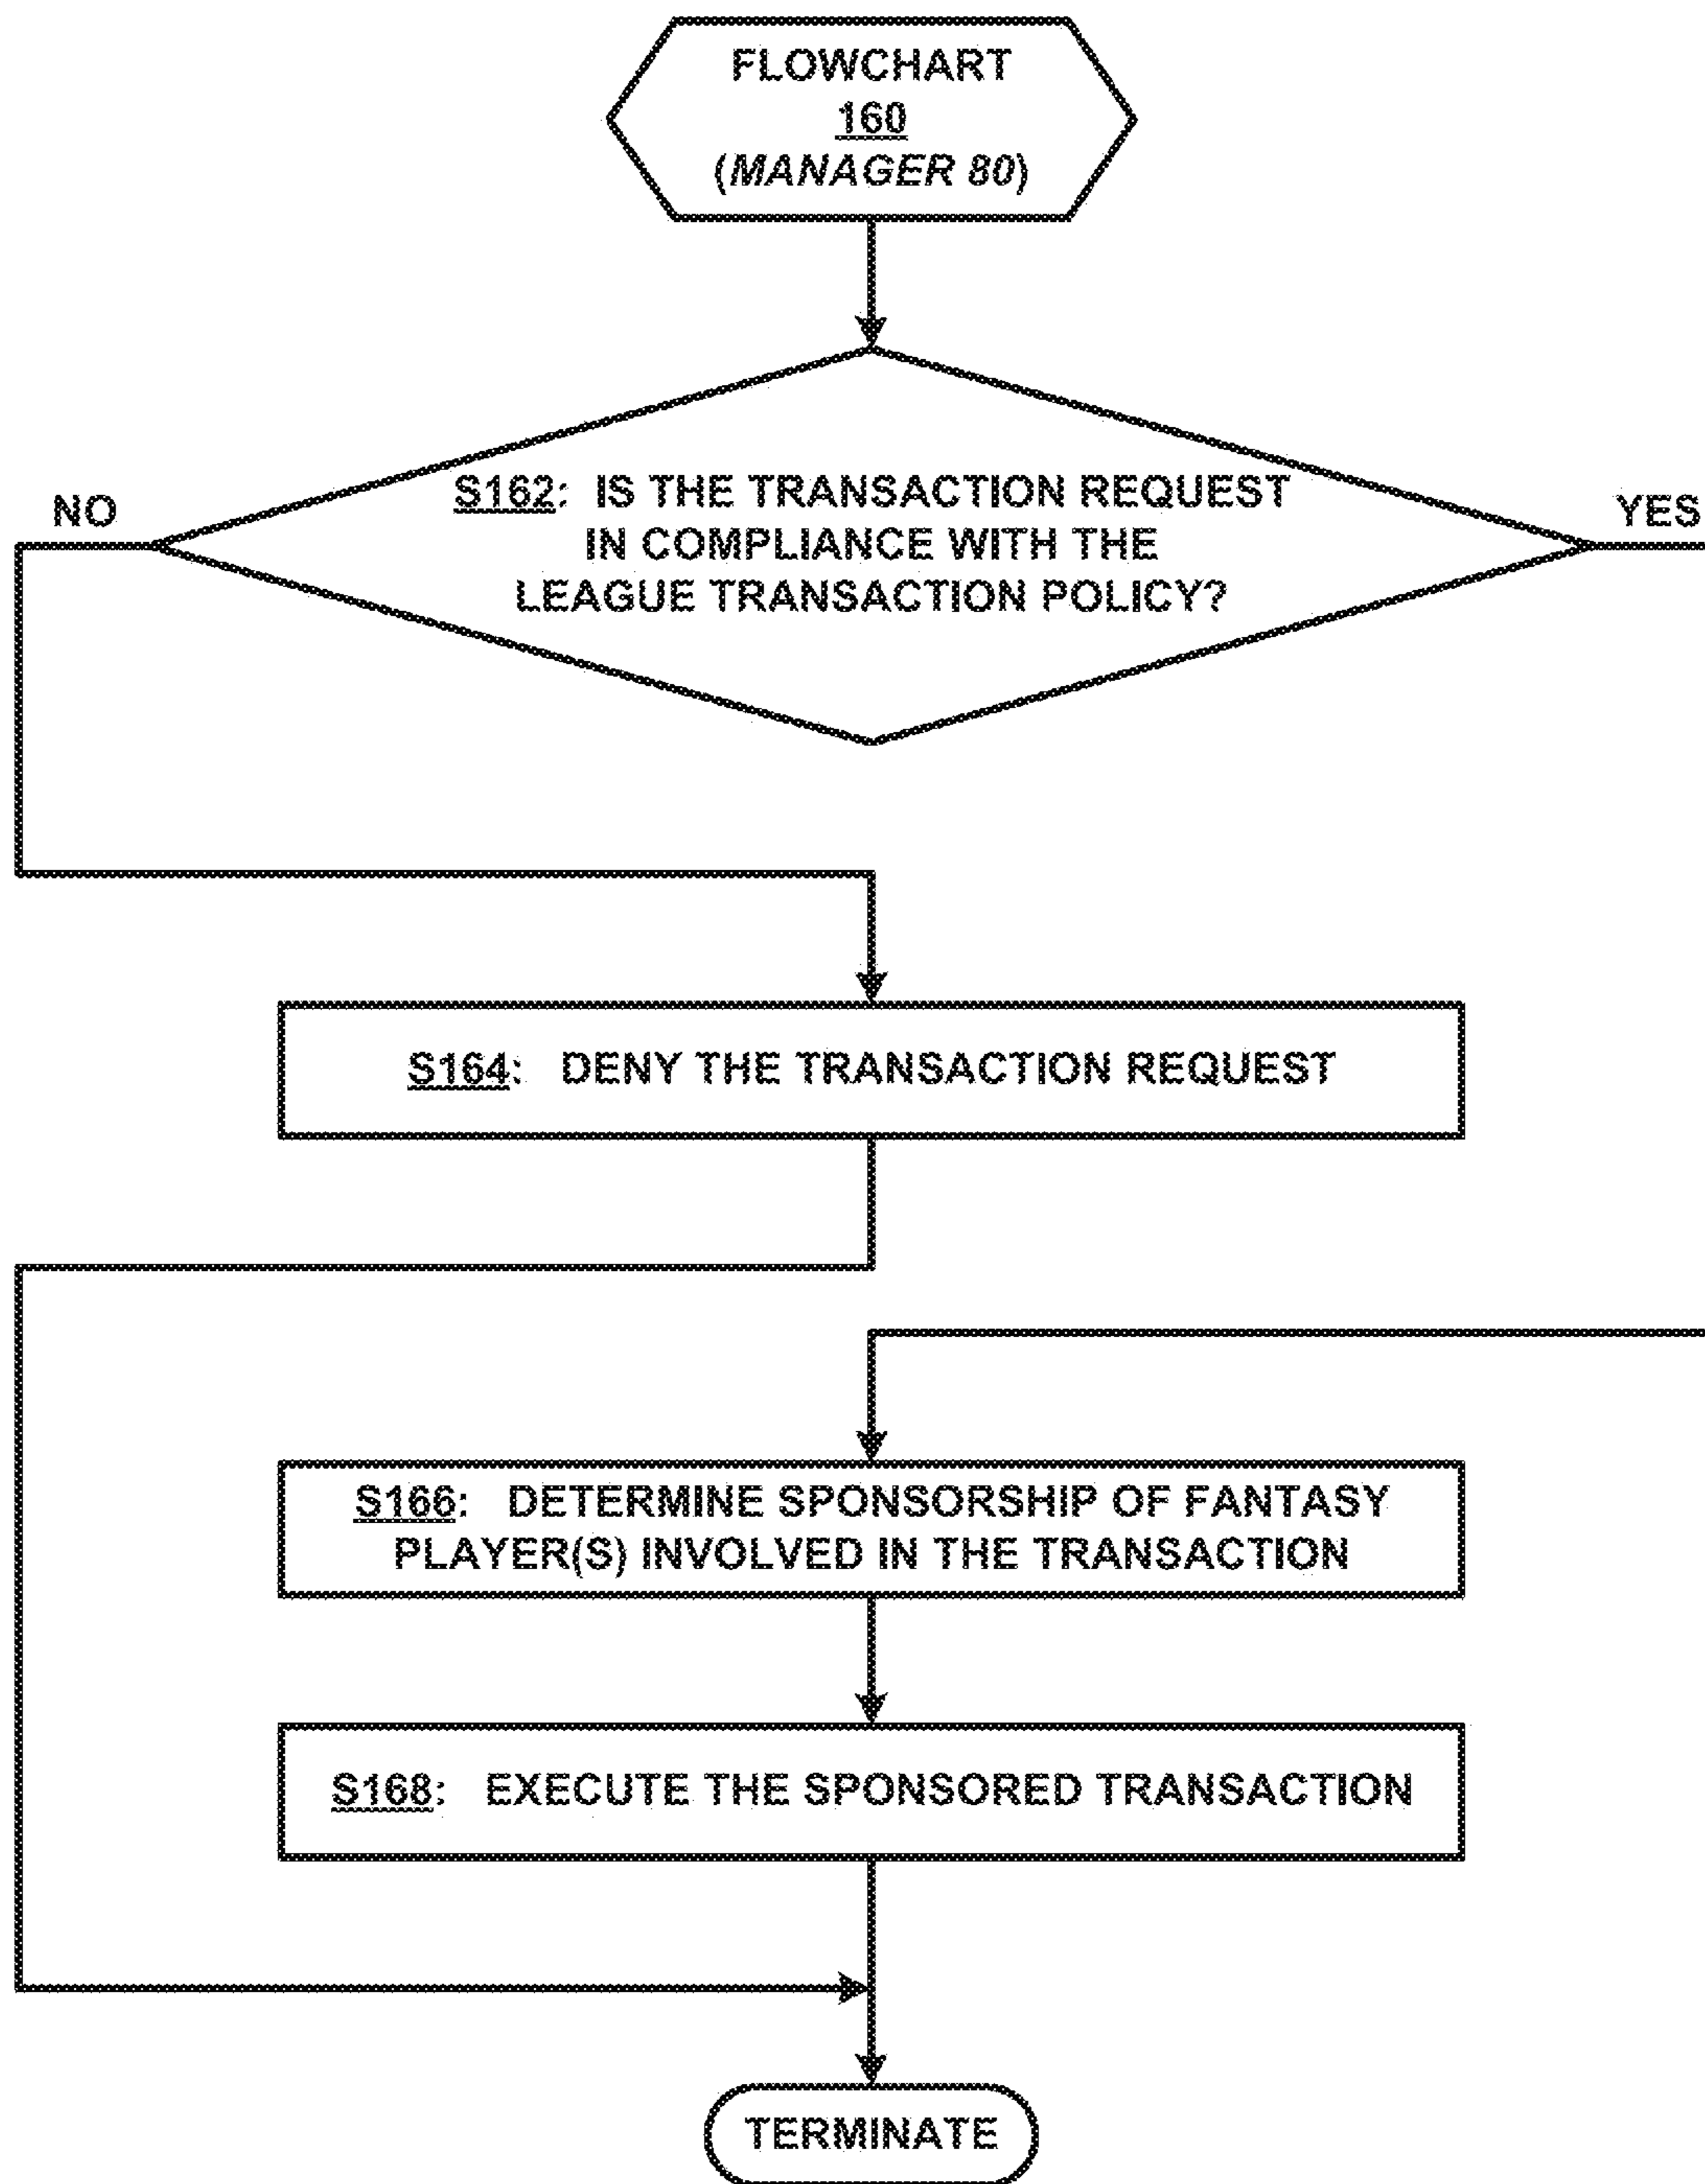 FLOWCHART
160
(MANAGER 80)
S162: IS THE TRANSACTION REQUEST
IN COMPLIANCE WITH THE
LEAGUE TRANSACTION POLICY?
NO
YES
S164: DENY THE TRANSACTION REQUEST
S166: DETERMINE SPONSORSHIP OF FANTASY
PLAYER(S) INVOLVED IN THE TRANSACTION
S168: EXECUTE THE SPONSORED TRANSACTION
TERMINATE